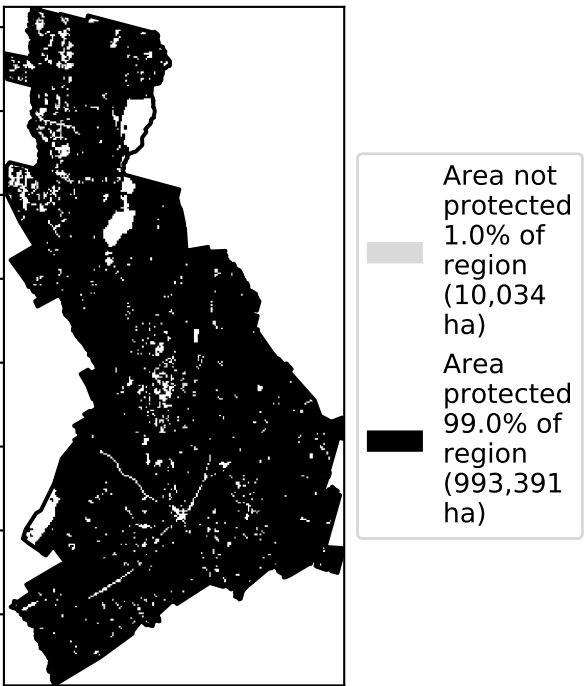 Area not
protected
1.0% of
region
(10,034
ha)
Area
protected
99.0% of
region
(993,391
ha)